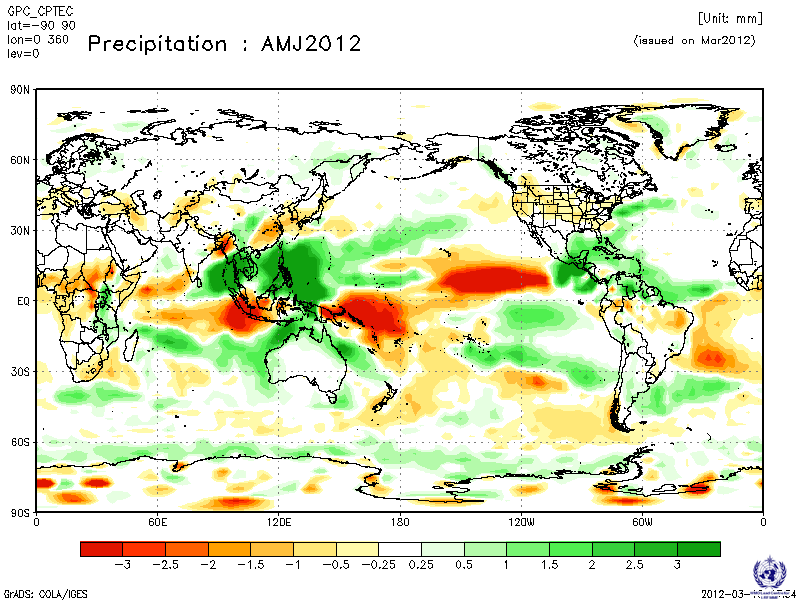 GPC_CPTEC
lat=-90 90
lon=0 360
lev=0
Precipitation : AMJ2012
[Unit: mm]
(issued on Mar2012)
90N
60N
30N
EQ
30S
60S
90S
0 60E 120E 180 120W 60W 0
-3 -2.5 -2 -1.5 -1 -0.5 -0.25 0.25 0.5 1 1.5 2 2.5 3
GrADS: COLA/IGES